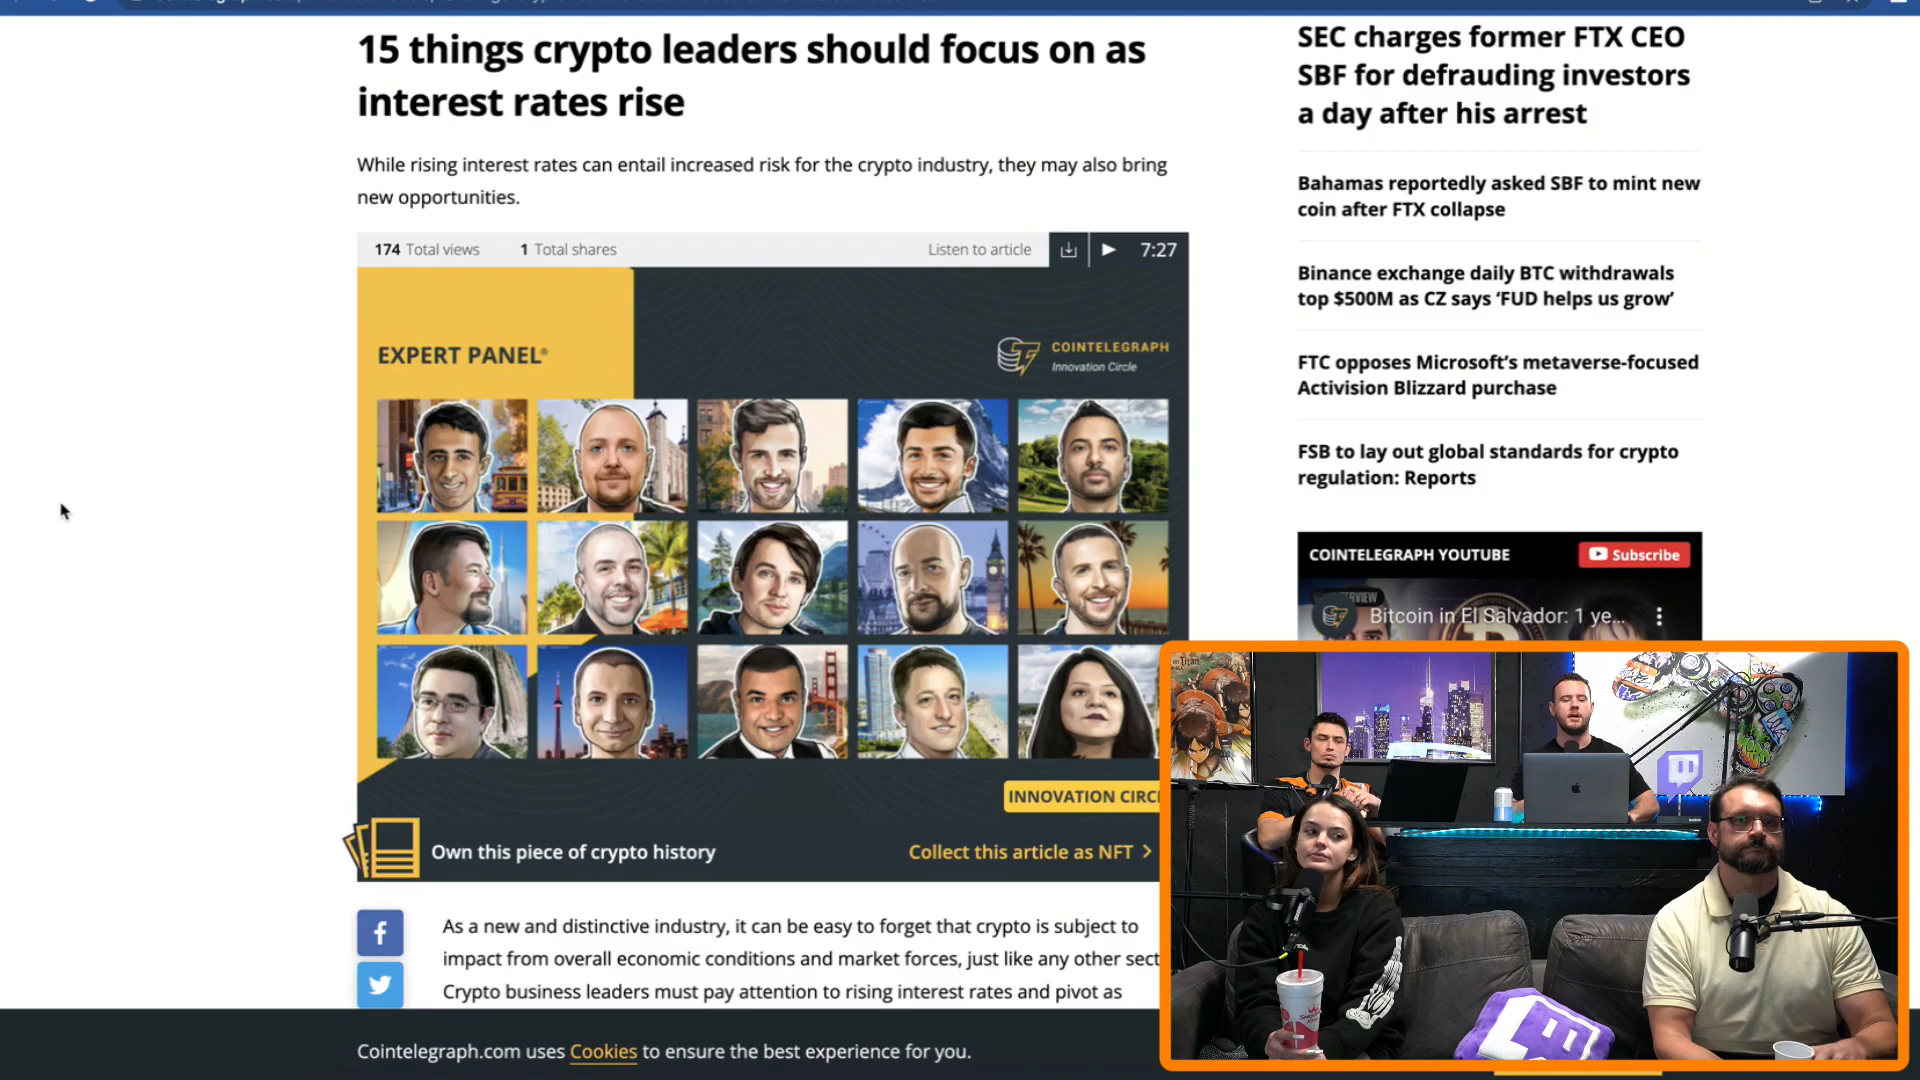 15 things crypto leaders should focus on as
interest rates rise
While rising interest rates can entail increased risk for the crypto industry, they may also bring
new opportunities.
174 Total views 1 Total shares Listen to article 7:27
EXPERT PANEL®
COINTELEGRAPH
Innovation Circle
INNOVATION CIRC
Own this piece of crypto history Collect this article as NFT
As a new and distinctive industry, it can be easy to forget that crypto is subject to
impact from overall economic conditions and market forces, just like any other sect
Crypto business leaders must pay attention to rising interest rates and pivot as
Cointelegraph.com uses Cookies to ensure the best experience for you.
SEC charges former FTX CEO
SBF for defrauding investors
a day after his arrest
Bahamas reportedly asked SBF to mint new
coin after FTX collapse
Binance exchange daily BTC withdrawals
top $500M as CZ says ‘FUD helps us grow’
FTC opposes Microsoft’s metaverse-focused
Activision Blizzard purchase
FSB to lay out global standards for crypto
regulation: Reports
COINTELEGRAPH YOUTUBE Subscribe
Bitcoin in El Salvador: 1 ye...